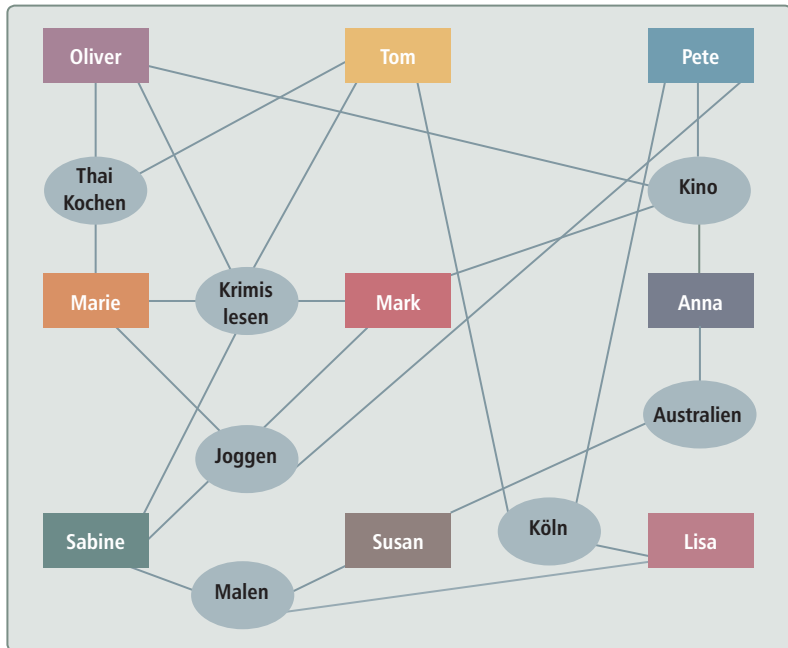 Oliver
Tom
Pete
Thai
Kochen
Kino
Marie
Krimis
lesen
Mark
Anna
Australien
Joggen
Sabine
Susan
Köln
Lisa
Malen